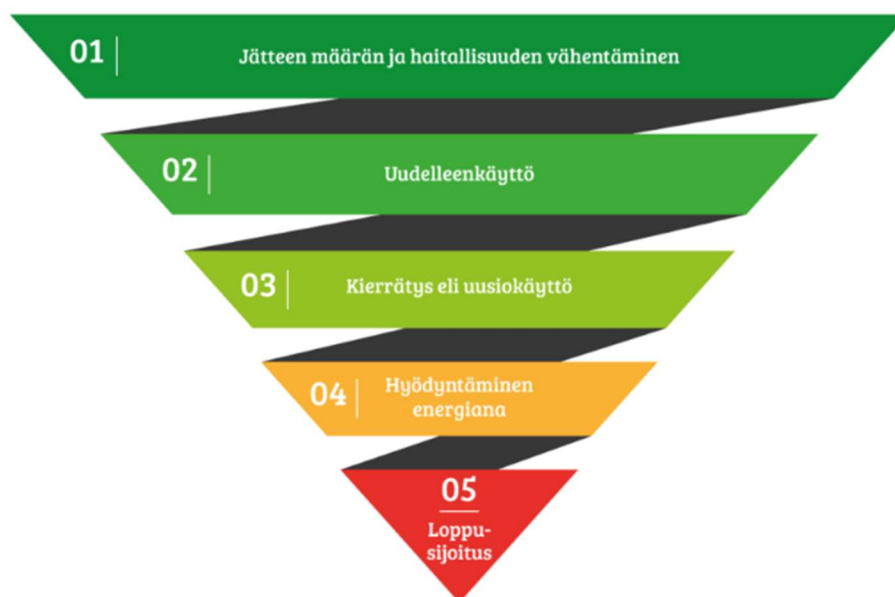 01
Jätteen määrän ja haitallisuuden vähentäminen
02
Uudelleenkäyttö
03
Kierrätys eli uusiokäyttö
04
Hyödyntäminen
energiana
05
Loppu-
sijoitus